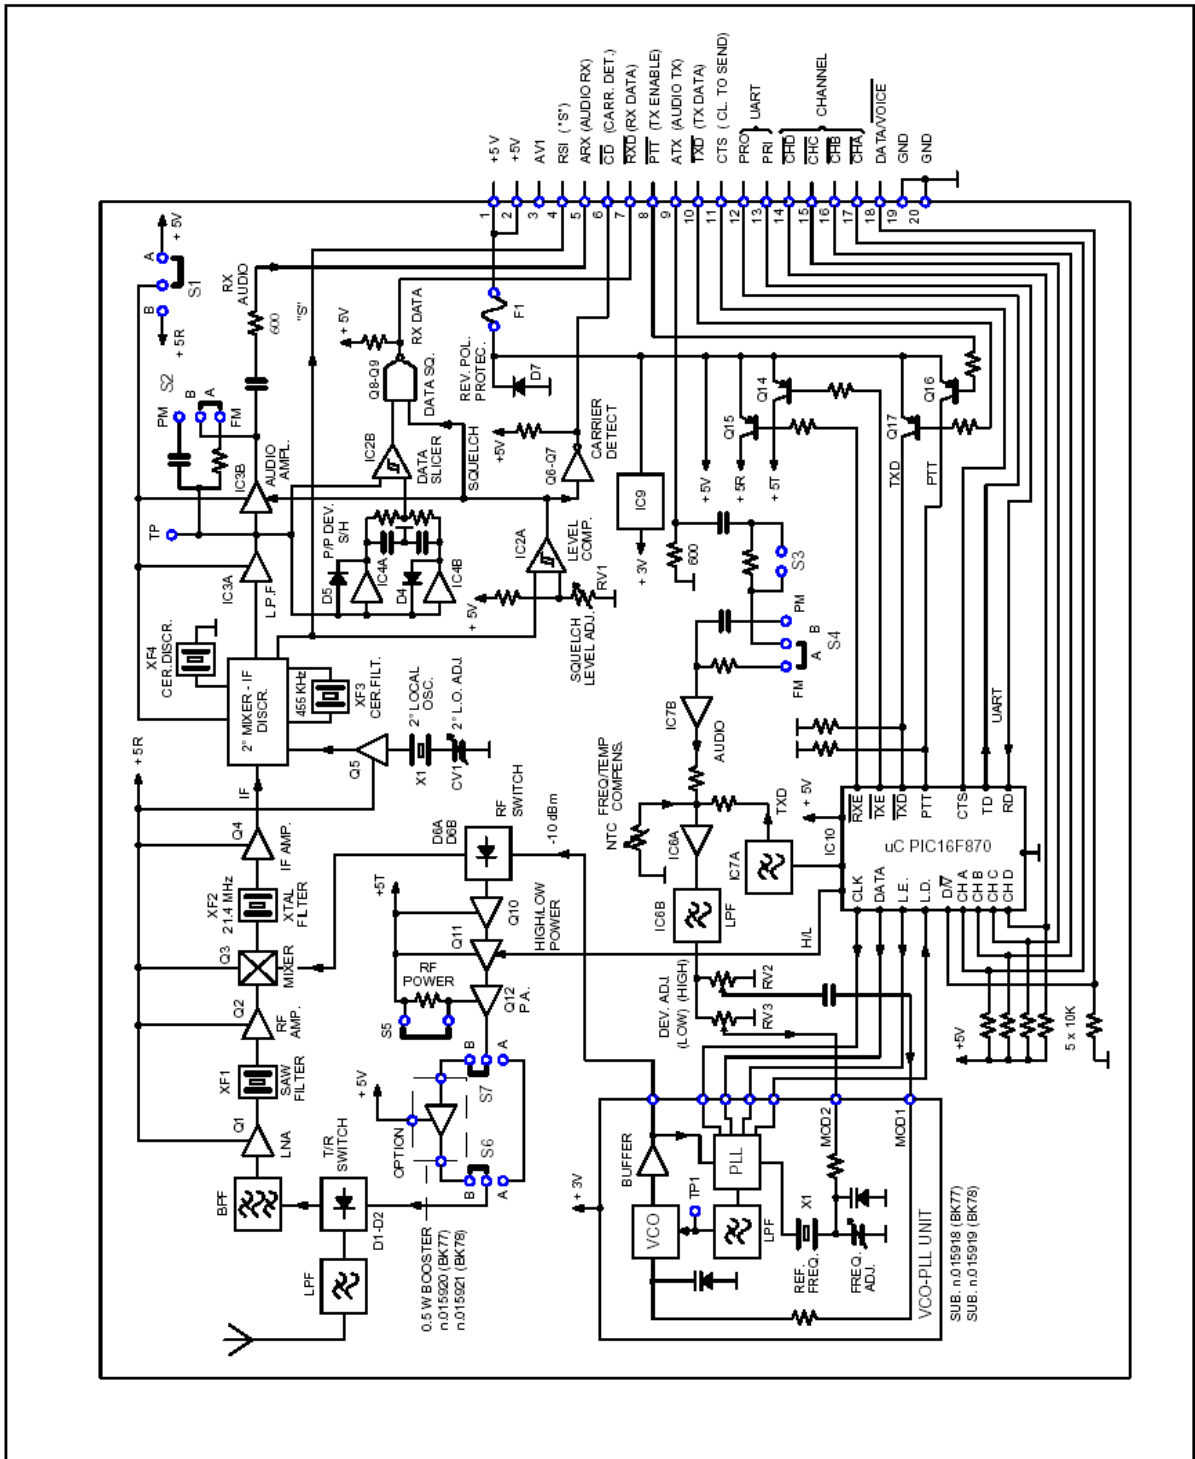 +5 V
+5V
AV1
RSI ("S")
ARX (AUDIO RX)
CD (CARR. DET.)
RXD (RX DATA)
PTT (TX ENABLE)
ATX (AUDIO TX)
TXD (TX DATA)
CTS ( CL. TO SEND)
PRO
PRI
UART
CHD
CHC
CHB
CHA
CHANNEL
DATA/VOICE
GND
GND
1
2
3
4
5
6
7
8
9
10
11
12
13
14
15
16
17
18
19
20
+ 5V
A
S1
B
+ 5R
RX
AUDIO
600
"S"
S2
PM
B
A
FM
TP
IC3B
AUDIO
AMPL.
IC3A
L.P.F
+ 5V
RX DATA
Q8-Q9
DATA SQ.
IC2B
DATA
SLICER
SQUELCH
P/P DEV.
S/H
D5
IC4A
D4
IC4B
REV. POL.
PROTEC.
F1
D7
+5V
Q6-Q7
CARRIER
DETECT
IC2A
LEVEL
COMP.
+ 5V
RV1
SQUELCH
LEVEL ADJ.
IC9
+ 3V
+5V
+5R
+ 5T
Q15
Q14
Q17
Q16
TXD
PTT
600
S3
PM
B
S4
A
FM
XF4
CER.DISCR.
2° MIXER - IF
DISCR.
455 KHz
XF3
CER.FILT.
+5R
IF
Q5
X1
2° LOCAL
OSC.
CV1
2° L.O. ADJ.
Q4
IF AMP.
XF2
21.4 MHz
XTAL
FILTER
Q3
MIXER
Q2
RF
AMP.
XF1
SAW
FILTER
Q1
LNA
BPF
T/R
SWITCH
D1-D2
LPF
D6A
D6B
RF
SWITCH
-10 dBm
+5T
Q10
Q11
HIGH/LOW
POWER
Q12
P.A.
RF
POWER
S5
B
A
S7
+ 5V
OPTION
S6
B
A
0.5 W BOOSTER
n.015920 (BK77)
n.015921 (BK78)
IC7B
AUDIO
FREQ/TEMP
COMPENS.
NTC
IC6A
TXD
IC7A
IC6B
LPF
DEV. ADJ.
(LOW) (HIGH)
RV2
RV3
UART
+ 5V
IC10
RXE
TXE
TXD
PTT
CTS
TD
RD
uC PIC16F870
CLK
DATA
L.E.
L.D.
D/V
CH A
CH B
CH C
CH D
H/L
+5V
5 x 10K
+ 3V
BUFFER
VCO
TP1
PLL
LPF
MOD2
MOD1
X1
REF.
FREQ.
FREQ.
ADJ.
VCO-PLL UNIT
SUB. n.015918 (BK77)
SUB. n.015919 (BK78)